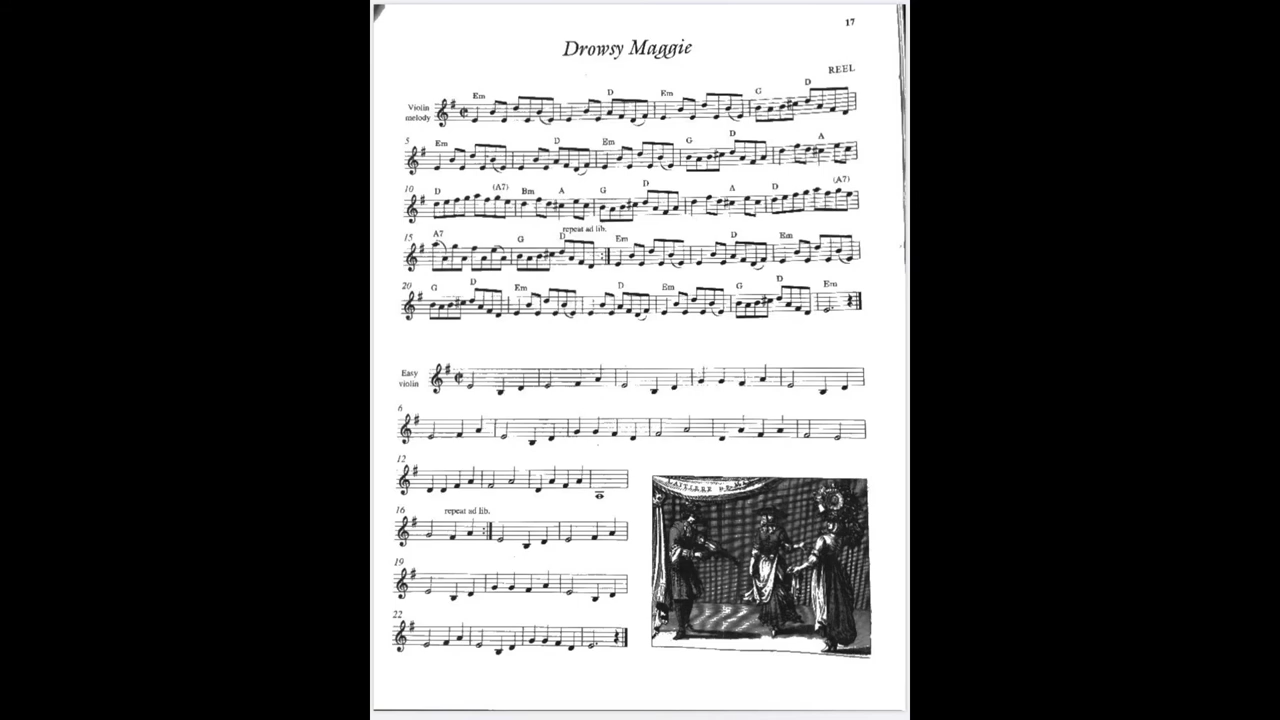 17
Drowsy Maggie
REEL
Em D Em G D
Violin
melody
5
Em D Em G D A
10
D (A7) Bm A G D A D (A7)
repeat ad lib.
15
A7 G D Em D Em
20
G D Em D Em G D Em
Easy
violin
6
12
16
repeat ad lib.
19
22